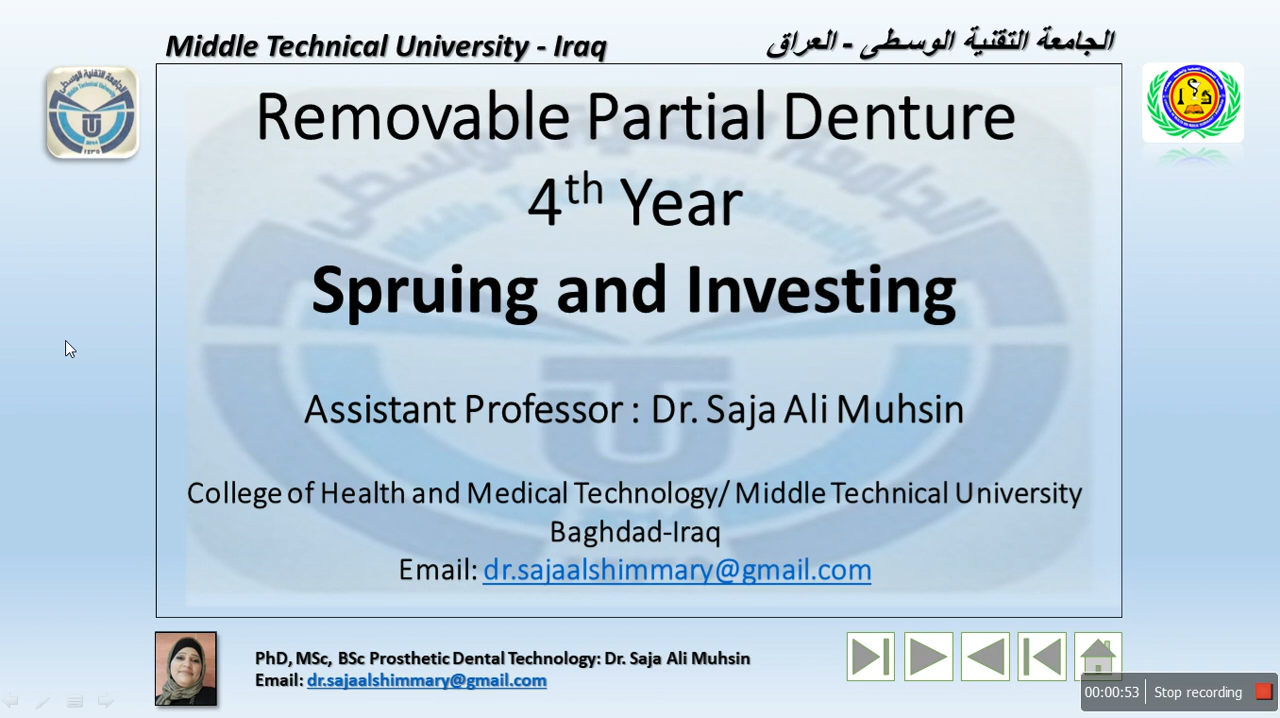 Middle Technical University - Iraq
الجامعة التقنية الوسطى - العراق
Removable Partial Denture
4th Year
Spruing and Investing
Assistant Professor : Dr. Saja Ali Muhsin
College of Health and Medical Technology/ Middle Technical University
Baghdad-Iraq
Email: dr.sajaalshimmary@gmail.com
PhD, MSc, BSc Prosthetic Dental Technology: Dr. Saja Ali Muhsin
Email: dr.sajaalshimmary@gmail.com
00:00:53 Stop recording